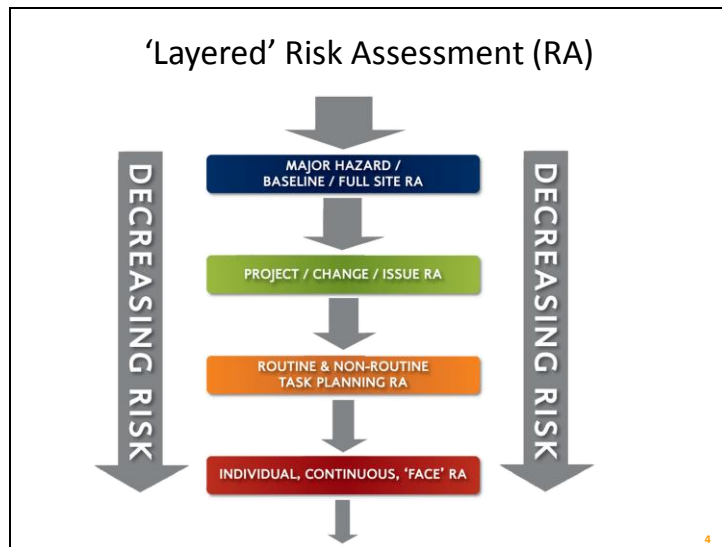 ‘Layered’ Risk Assessment (RA)
DECREASING RISK
MAJOR HAZARD /
BASELINE / FULL SITE RA
PROJECT / CHANGE / ISSUE RA
ROUTINE & NON-ROUTINE
TASK PLANNING RA
INDIVIDUAL, CONTINUOUS, ‘FACE’ RA
DECREASING RISK
4